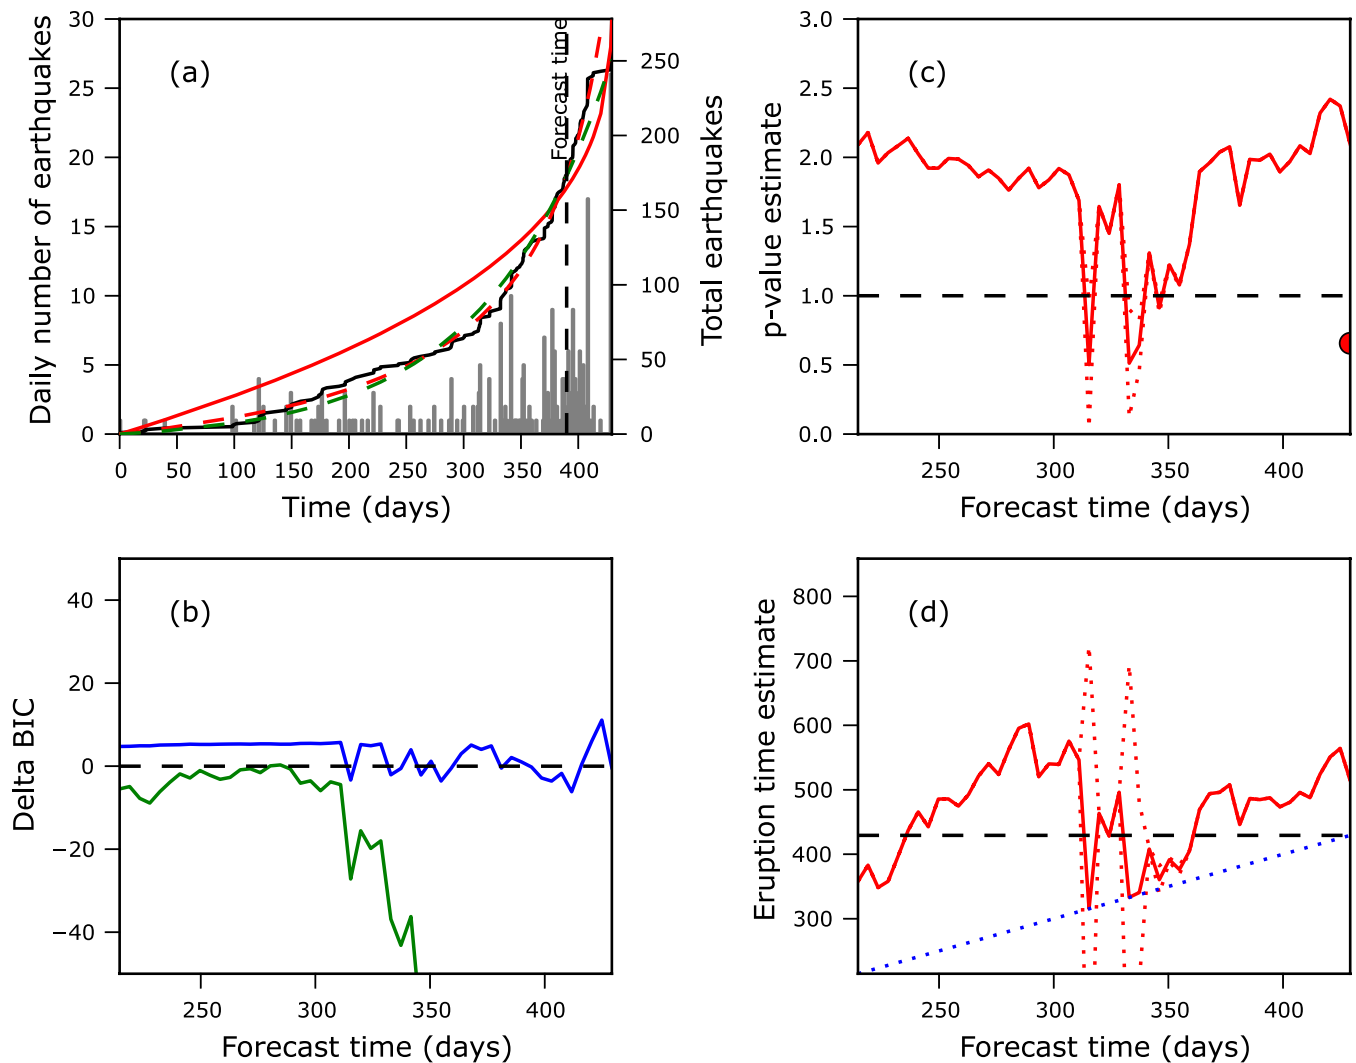 (a)
Daily number of earthquakes
30
25
20
15
10
5
0
Forecast time
250
200
150
100
50
0
Total earthquakes
0 50 100 150 200 250 300 350 400
Time (days)
(c)
p-value estimate
3.0
2.5
2.0
1.5
1.0
0.5
0.0
250 300 350 400
Forecast time (days)
(b)
Delta BIC
40
20
0
−20
−40
250 300 350 400
Forecast time (days)
(d)
Eruption time estimate
800
700
600
500
400
300
250 300 350 400
Forecast time (days)